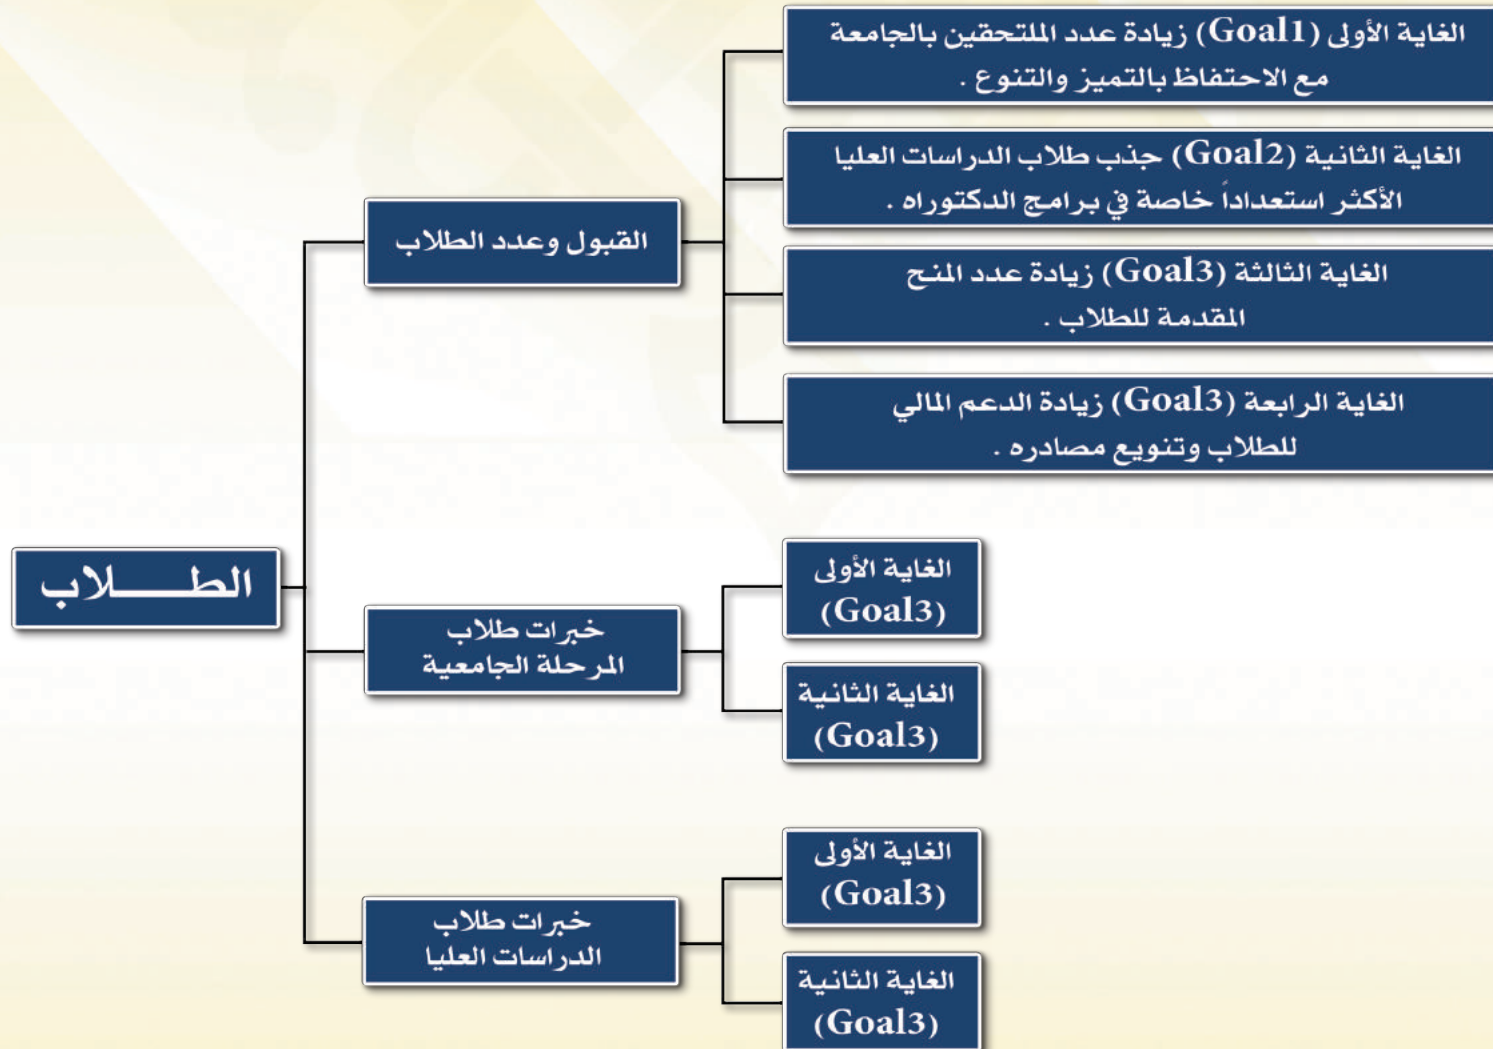 الطـــلاب
القبول وعدد الطلاب
الغاية الأولى (Goal1) زيادة عدد الملتحقين بالجامعة
مع الاحتفاظ بالتميز والتنوع .
الغاية الثانية (Goal2) جذب طلاب الدراسات العليا
الأكثر استعداداً خاصة في برامج الدكتوراه .
الغاية الثالثة (Goal3) زيادة عدد المنح
المقدمة للطلاب .
الغاية الرابعة (Goal3) زيادة الدعم المالي
للطلاب وتنويع مصادره .
خبرات طلاب
المرحلة الجامعية
الغاية الأولى
(Goal3)
الغاية الثانية
(Goal3)
خبرات طلاب
الدراسات العليا
الغاية الأولى
(Goal3)
الغاية الثانية
(Goal3)